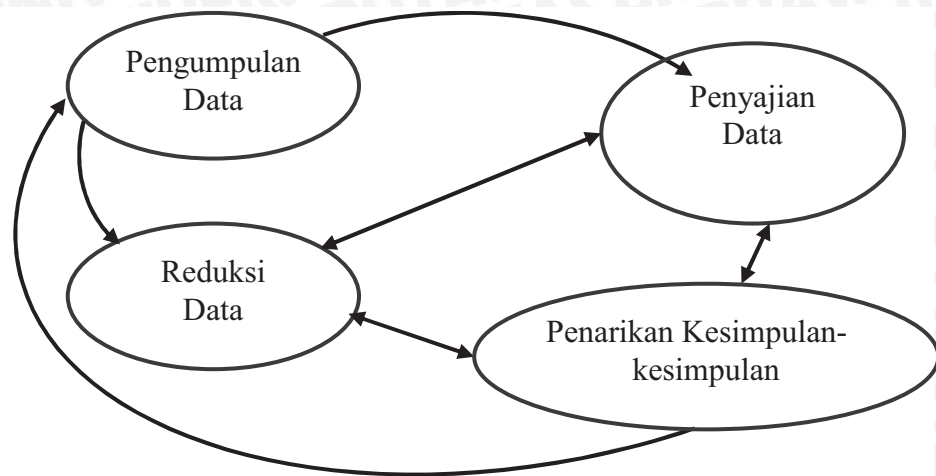 Pengumpulan
Data
Penyajian
Data
Reduksi
Data
Penarikan Kesimpulan-
kesimpulan